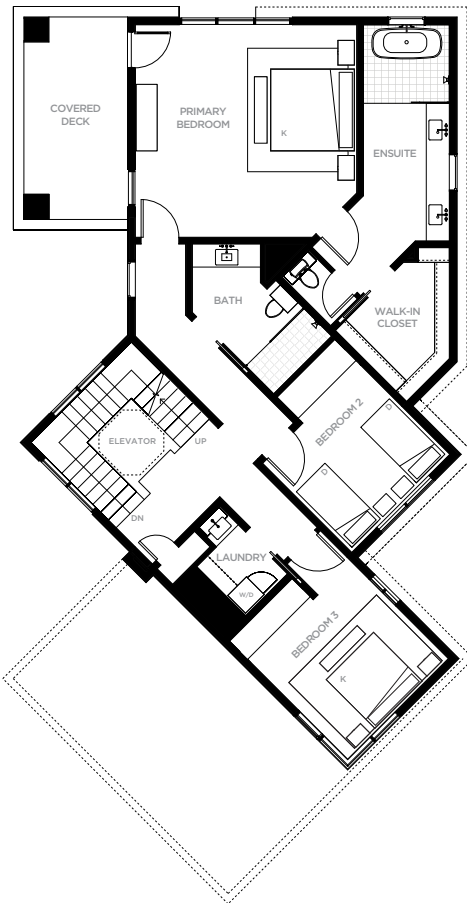 COVERED
DECK
PRIMARY
BEDROOM
K
ENSUITE
BATH
WALK-IN
CLOSET
BEDROOM 2
D
D
ELEVATOR
UP
DN
LAUNDRY
W/D
BEDROOM 3
K